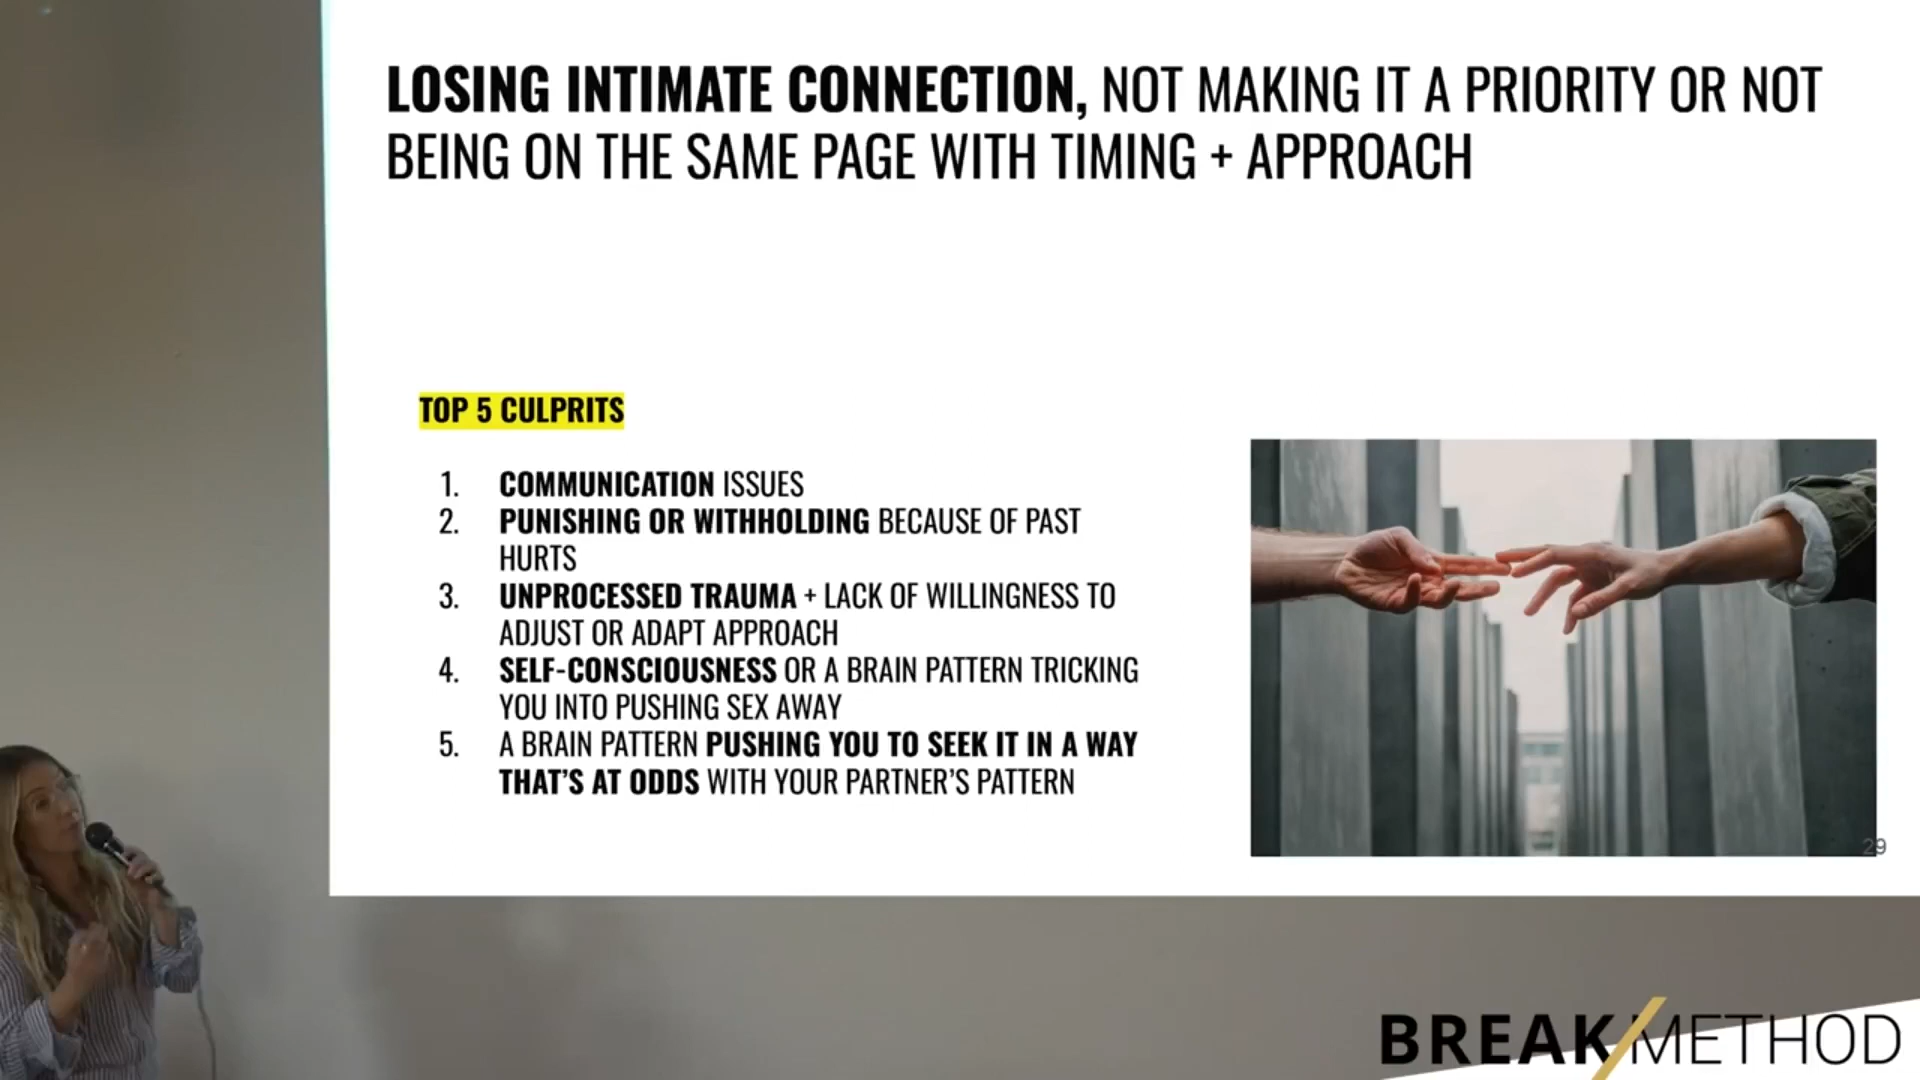 LOSING INTIMATE CONNECTION, NOT MAKING IT A PRIORITY OR NOT
BEING ON THE SAME PAGE WITH TIMING + APPROACH
TOP 5 CULPRITS
1. COMMUNICATION ISSUES
2. PUNISHING OR WITHHOLDING BECAUSE OF PAST
HURTS
3. UNPROCESSED TRAUMA + LACK OF WILLINGNESS TO
ADJUST OR ADAPT APPROACH
4. SELF-CONSCIOUSNESS OR A BRAIN PATTERN TRICKING
YOU INTO PUSHING SEX AWAY
5. A BRAIN PATTERN PUSHING YOU TO SEEK IT IN A WAY
THAT'S AT ODDS WITH YOUR PARTNER'S PATTERN
29
BREAK/METHOD